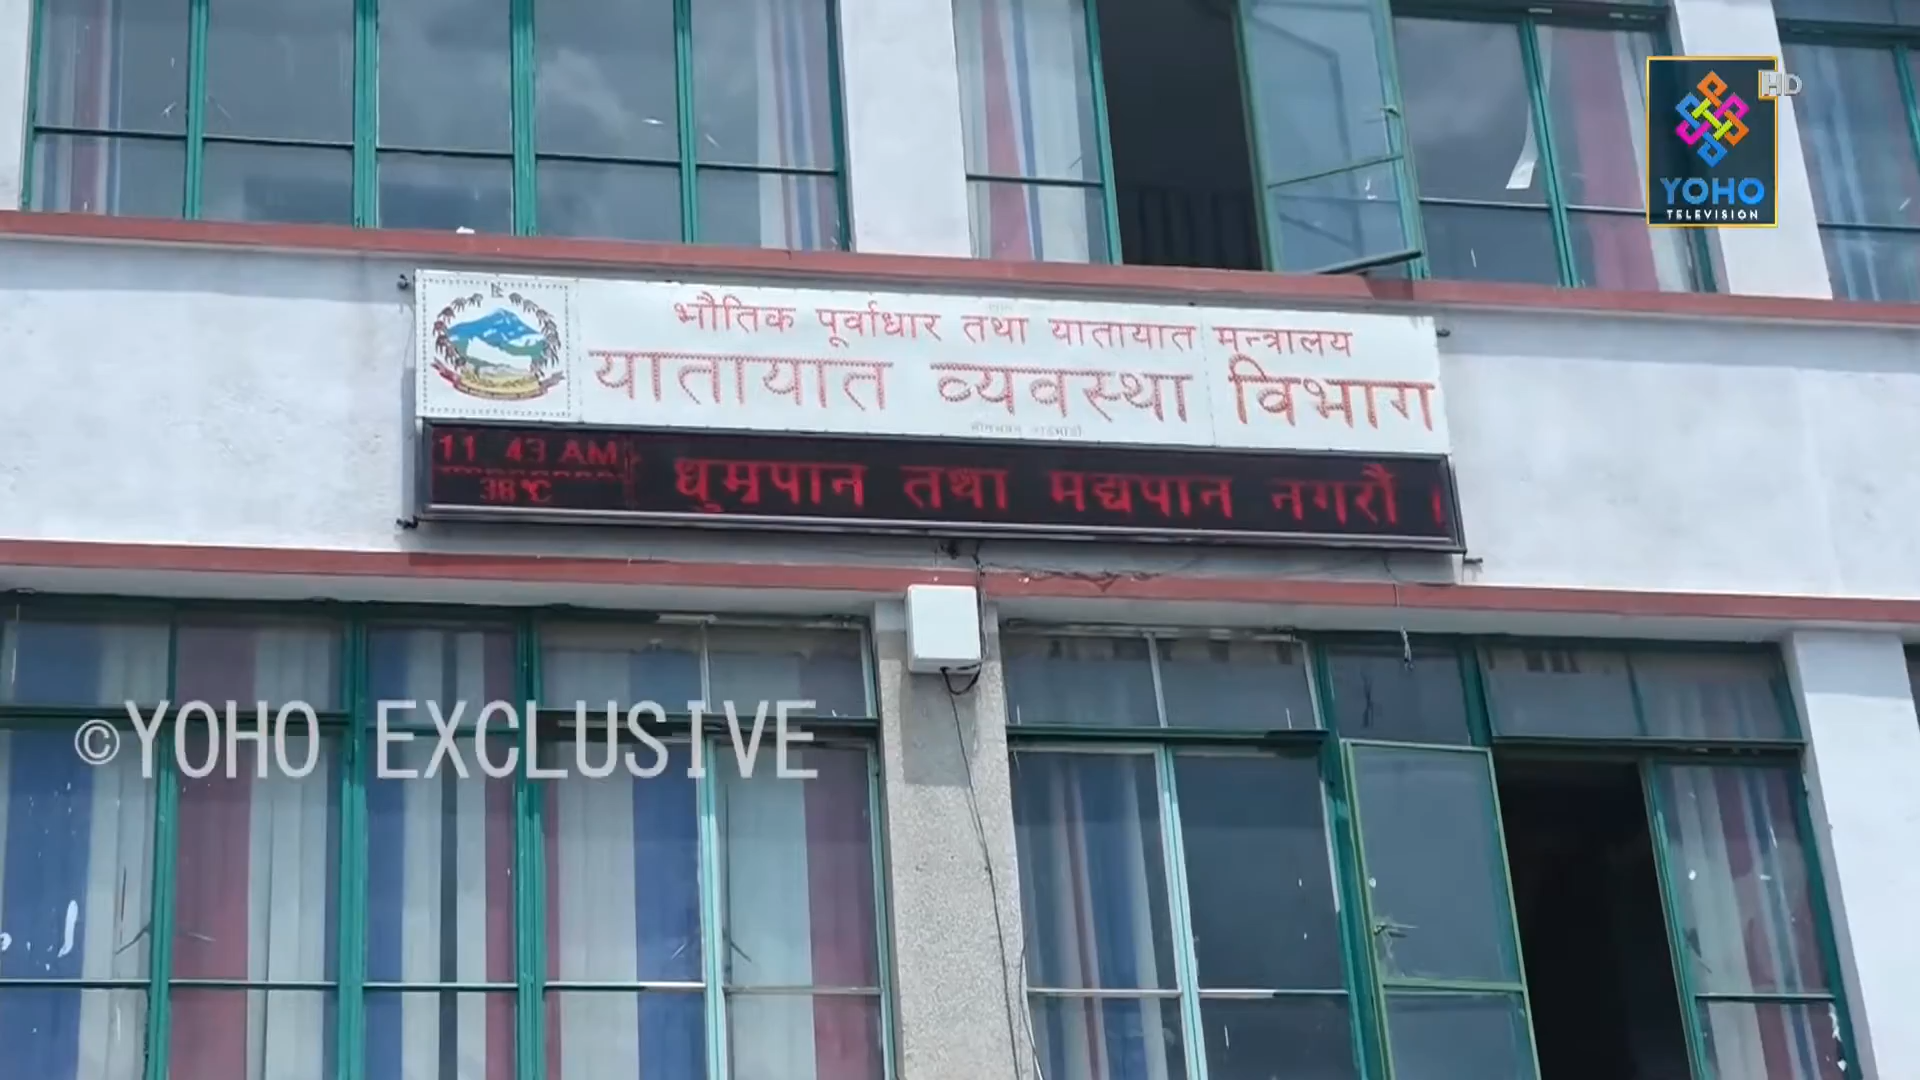 HD
YOHO
TELEVISION
भौतिक पूर्वाधार तथा यातायात मन्त्रालय
यातायात व्यवस्था विभाग
11 43 AM
38°C
धुम्रपान तथा मद्यपान नगरौं ।
©YOHO EXCLUSIVE